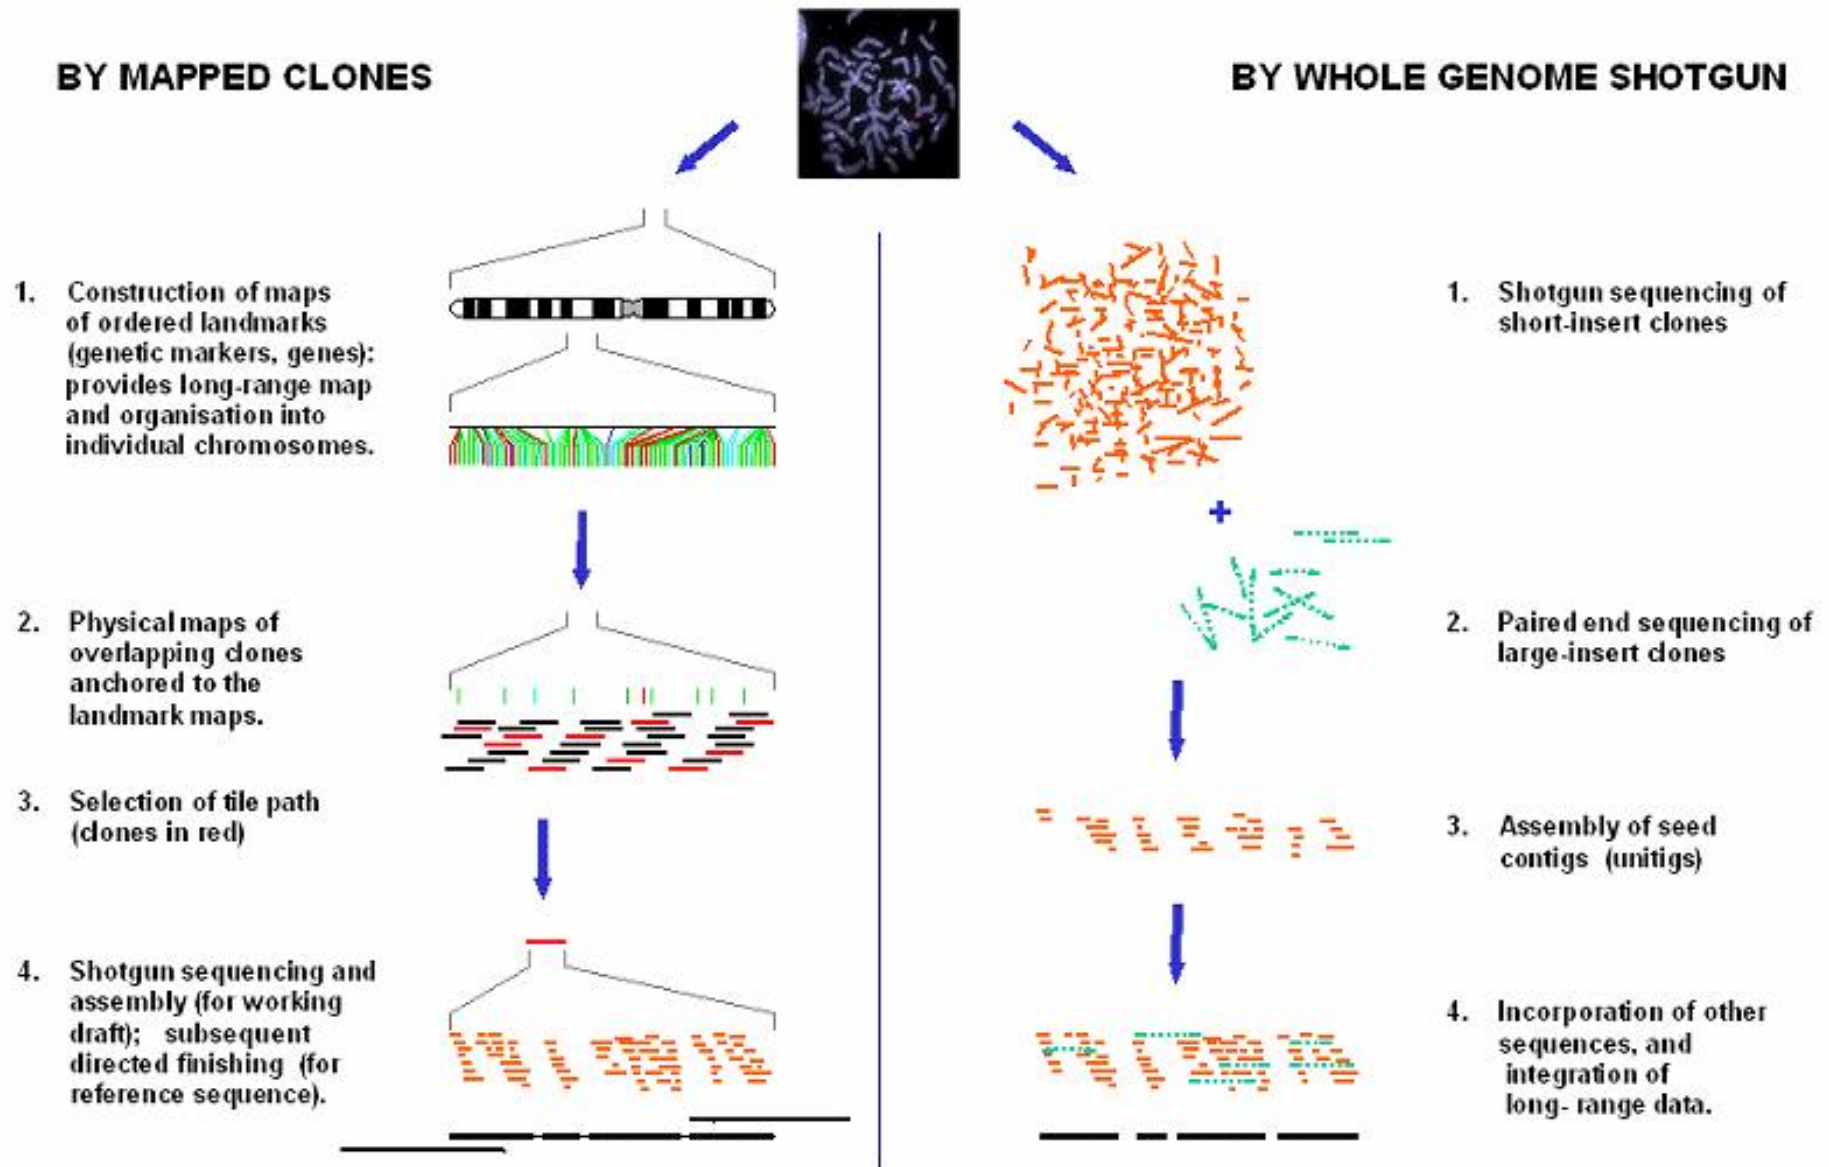 BY MAPPED CLONES
1. Construction of maps
of ordered landmarks
(genetic markers, genes):
provides long-range map
and organisation into
individual chromosomes.
2. Physical maps of
overlapping clones
anchored to the
landmark maps.
3. Selection of tile path
(clones in red)
4. Shotgun sequencing and
assembly (for working
draft); subsequent
directed finishing (for
reference sequence).
BY WHOLE GENOME SHOTGUN
1. Shotgun sequencing of
short-insert clones
+
2. Paired end sequencing of
large-insert clones
3. Assembly of seed
contigs (unitigs)
4. Incorporation of other
sequences, and
integration of
long- range data.